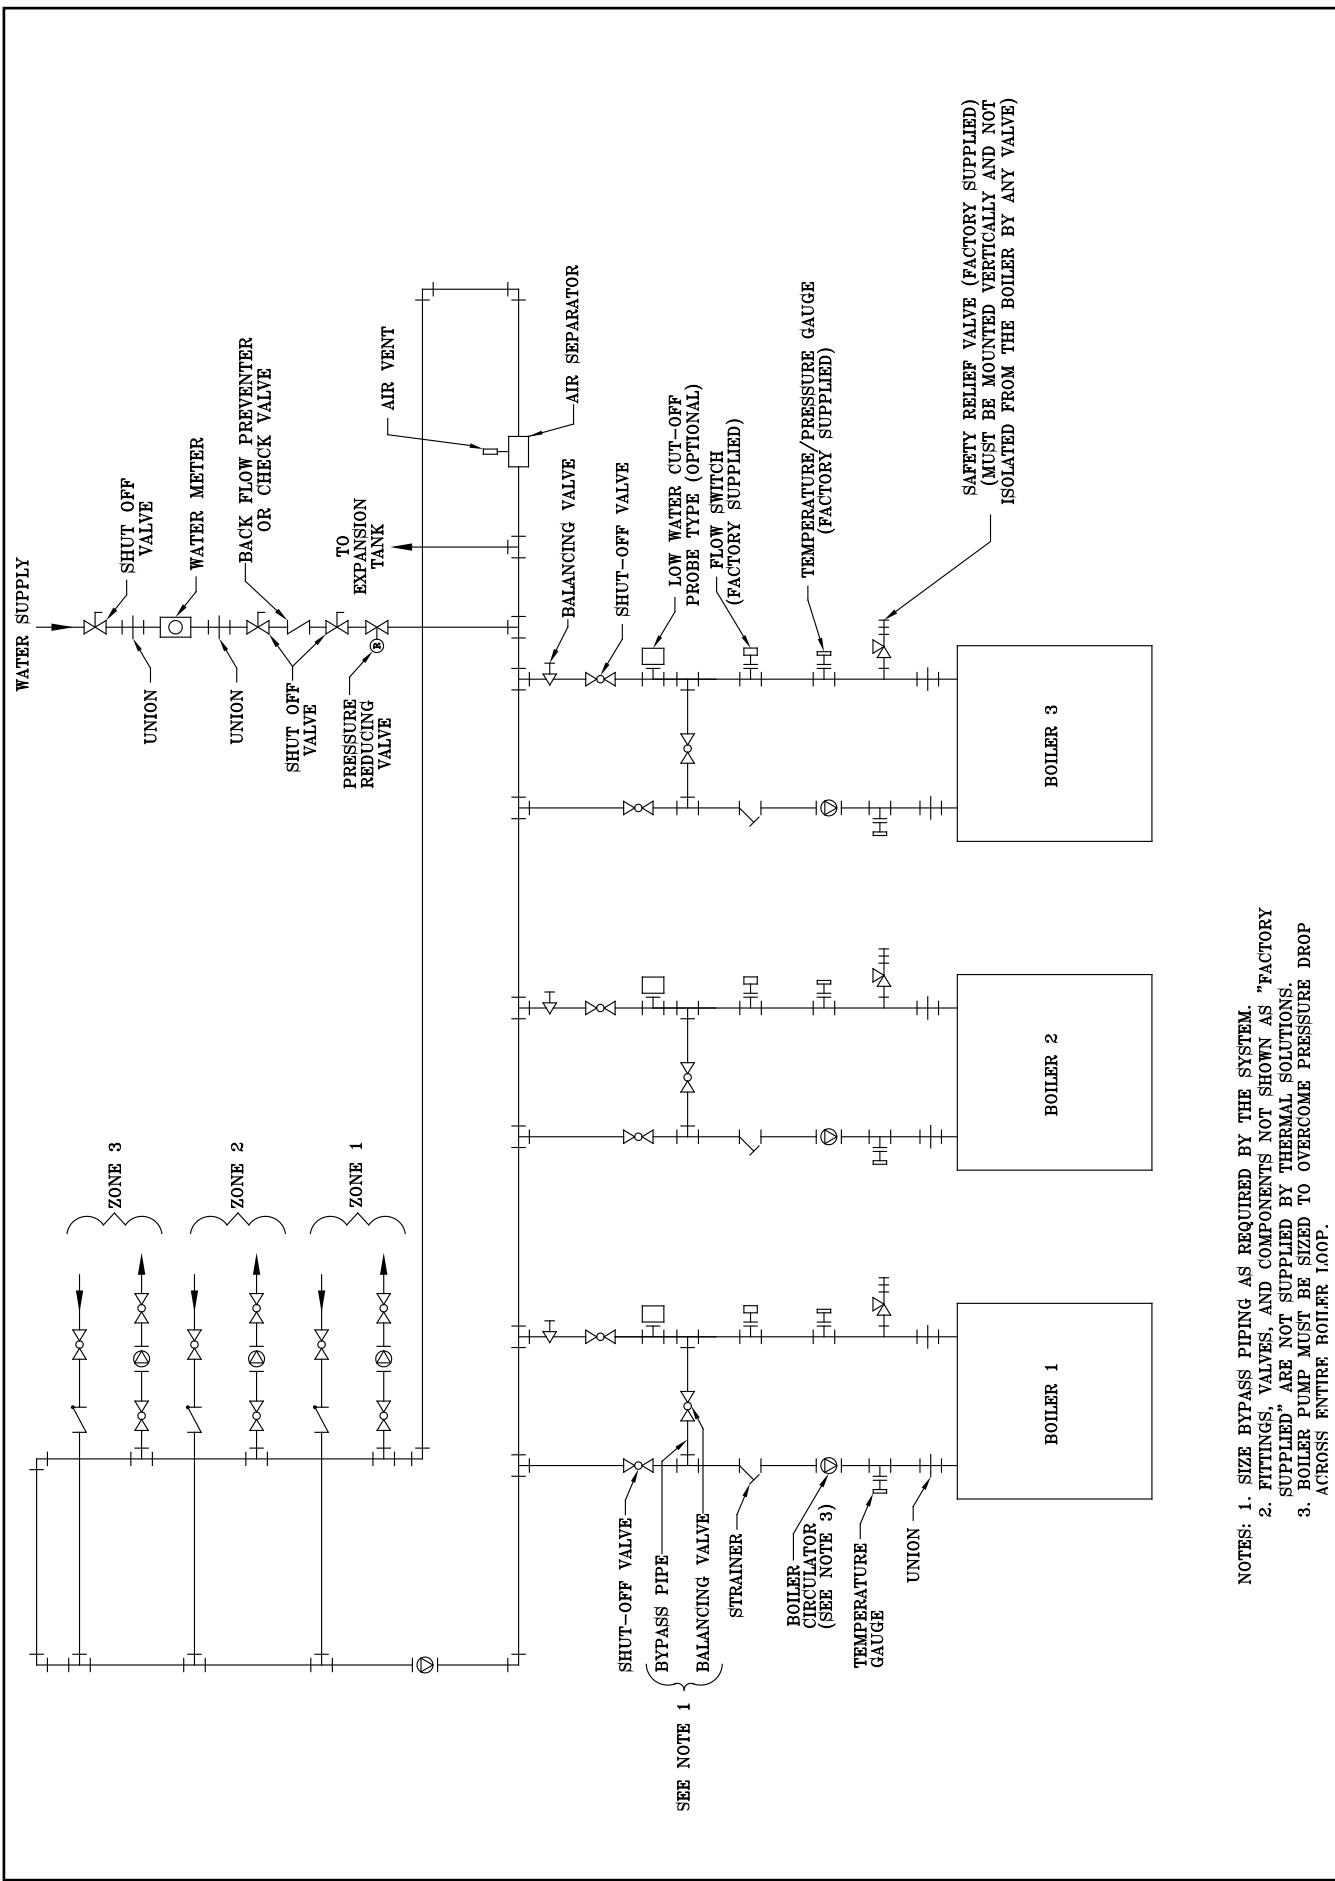 WATER SUPPLY
SHUT OFF
VALVE
UNION
WATER METER
UNION
BACK FLOW PREVENTER
OR CHECK VALVE
SHUT OFF
VALVE
PRESSURE
REDUCING
VALVE
R
TO
EXPANSION
TANK
AIR VENT
AIR SEPARATOR
ZONE 3
ZONE 2
ZONE 1
BALANCING VALVE
SHUT-OFF VALVE
LOW WATER CUT-OFF
PROBE TYPE (OPTIONAL)
FLOW SWITCH
(FACTORY SUPPLIED)
TEMPERATURE/PRESSURE GAUGE
(FACTORY SUPPLIED)
SAFETY RELIEF VALVE (FACTORY SUPPLIED)
(MUST BE MOUNTED VERTICALLY AND NOT
ISOLATED FROM THE BOILER BY ANY VALVE)
SHUT-OFF VALVE
BYPASS PIPE
BALANCING VALVE
SEE NOTE 1
STRAINER
BOILER
CIRCULATOR
(SEE NOTE 3)
TEMPERATURE
GAUGE
UNION
BOILER 1
BOILER 2
BOILER 3
NOTES: 1. SIZE BYPASS PIPING AS REQUIRED BY THE SYSTEM.
2. FITTINGS, VALVES, AND COMPONENTS NOT SHOWN AS "FACTORY
SUPPLIED" ARE NOT SUPPLIED BY THERMAL SOLUTIONS.
3. BOILER PUMP MUST BE SIZED TO OVERCOME PRESSURE DROP
ACROSS ENTIRE BOILER LOOP.